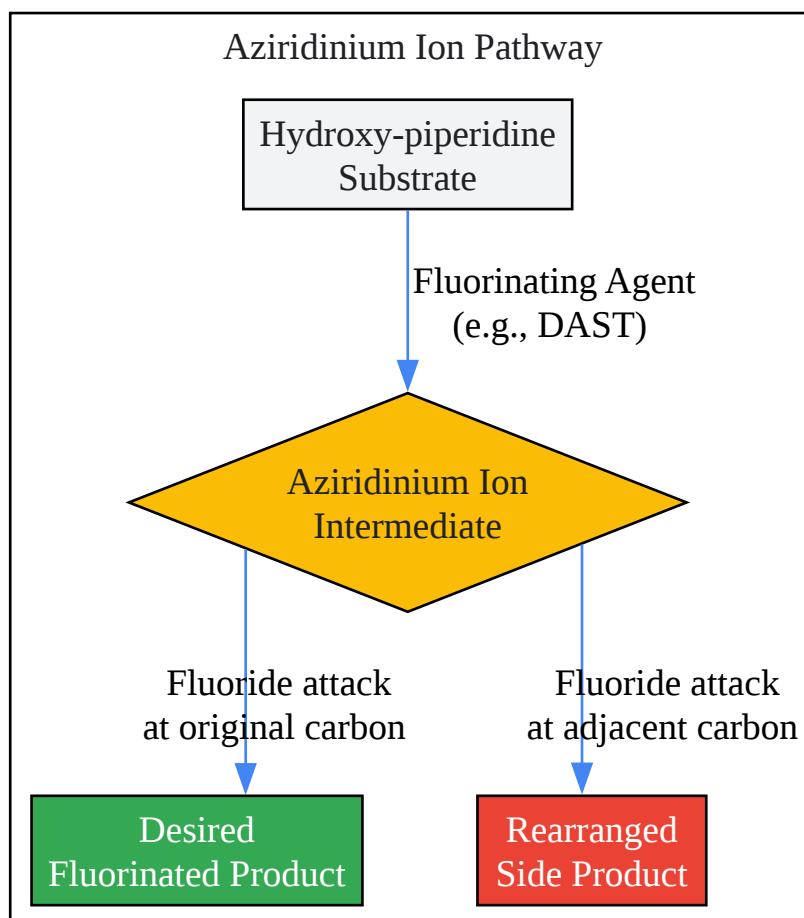 Aziridinium Ion Pathway
Hydroxy-piperidine
Substrate
Fluorinating Agent
(e.g., DAST)
Aziridinium Ion
Intermediate
Fluoride attack
at original carbon
Fluoride attack
at adjacent carbon
Desired
Fluorinated Product
Rearranged
Side Product